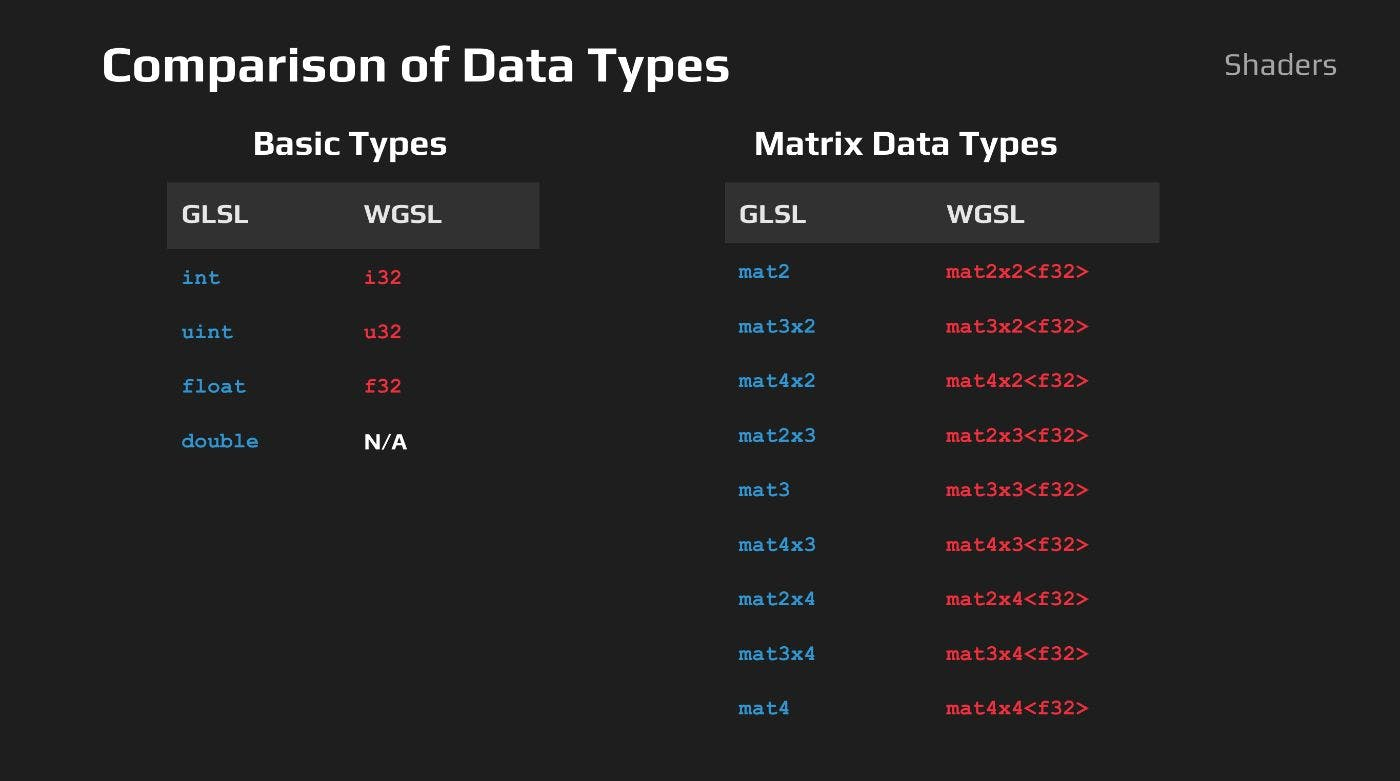 Comparison of Data Types
Shaders
Basic Types
GLSL WGSL
int i32
uint u32
float f32
double N/A
Matrix Data Types
GLSL WGSL
mat2 mat2x2<f32>
mat3x2 mat3x2<f32>
mat4x2 mat4x2<f32>
mat2x3 mat2x3<f32>
mat3 mat3x3<f32>
mat4x3 mat4x3<f32>
mat2x4 mat2x4<f32>
mat3x4 mat3x4<f32>
mat4 mat4x4<f32>